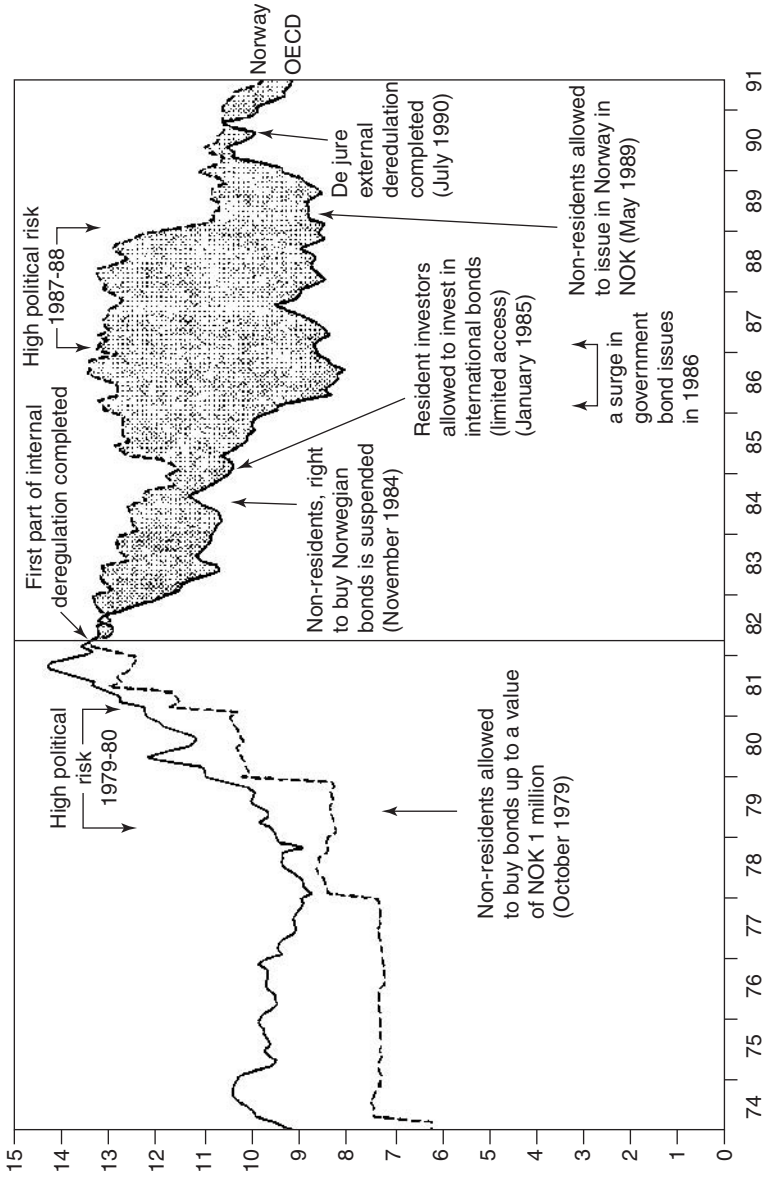 15
14
13
12
11
10
9
8
7
6
5
4
3
2
1
0
High political
risk
1979-80
First part of internal
deregulation completed
High political risk
1987-88
Norway
OECD
Non-residents allowed
to buy bonds up to a value
of NOK 1 million
(October 1979)
Non-residents, right
to buy Norwegian
bonds is suspended
(November 1984)
Resident investors
allowed to invest in
international bonds
(limited access)
(January 1985)
a surge in
government
bond issues
in 1986
De jure
external
deredulation
completed
(July 1990)
Non-residents allowed
to issue in Norway in
NOK (May 1989)
74 75 76 77 78 79 80 81 82 83 84 85 86 87 88 89 90 91